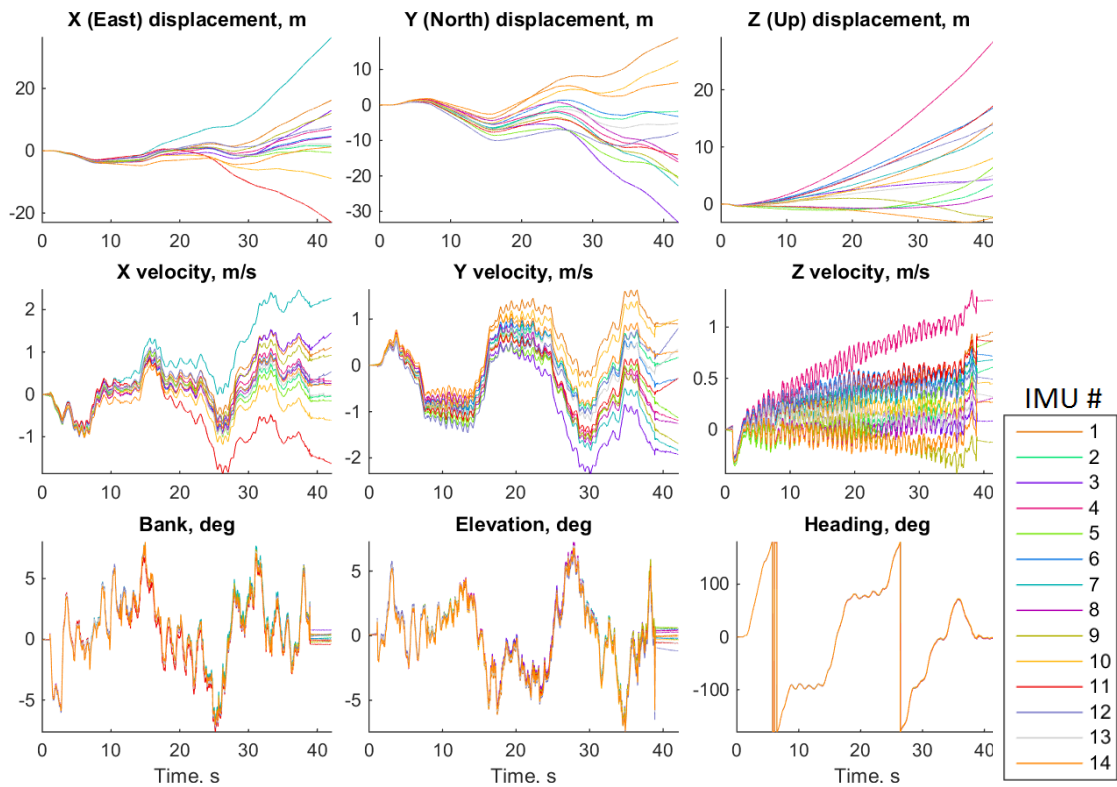 X (East) displacement, m
Y (North) displacement, m
Z (Up) displacement, m
20
0
-20
0 10 20 30 40
10
0
-10
-20
-30
0 10 20 30 40
20
10
0
0 10 20 30 40
X velocity, m/s
Y velocity, m/s
Z velocity, m/s
2
1
0
-1
0 10 20 30 40
1
0
-1
-2
0 10 20 30 40
1
0.5
0
0 10 20 30 40
Bank, deg
Elevation, deg
Heading, deg
5
0
-5
0 10 20 30 40
Time. s
5
0
-5
0 10 20 30 40
Time. s
100
0
-100
0 10 20 30 40
Time. s
IMU #
1
2
3
4
5
6
7
8
9
10
11
12
13
14